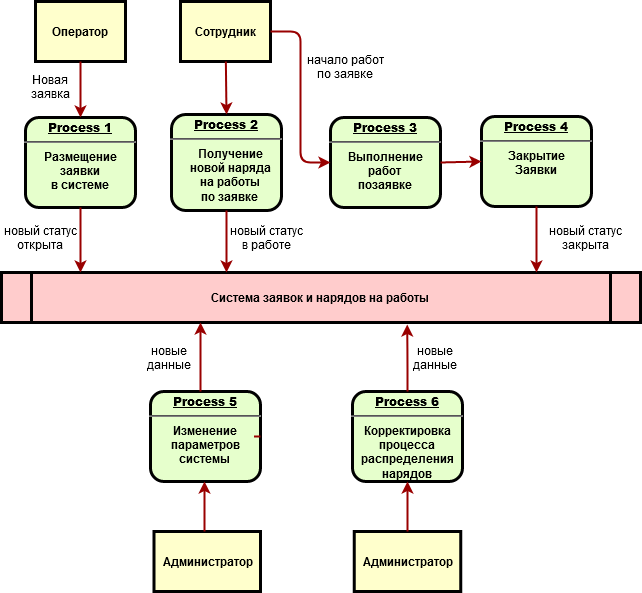 Оператор
Сотрудник
начало работ
по заявке
Новая
заявка
Process 1
Размещение
заявки
в системе
Process 2
Получение
новой наряда
на работы
по заявке
Process 3
Выполнение
работ
позаявке
Process 4
Закрытие
Заявки
новый статус
открыта
новый статус
в работе
новый статус
закрыта
Система заявок и нарядов на работы
новые
данные
новые
данные
Process 5
Изменение
параметров
системы
Process 6
Корректировка
процесса
распределения
нарядов
Администратор
Администратор